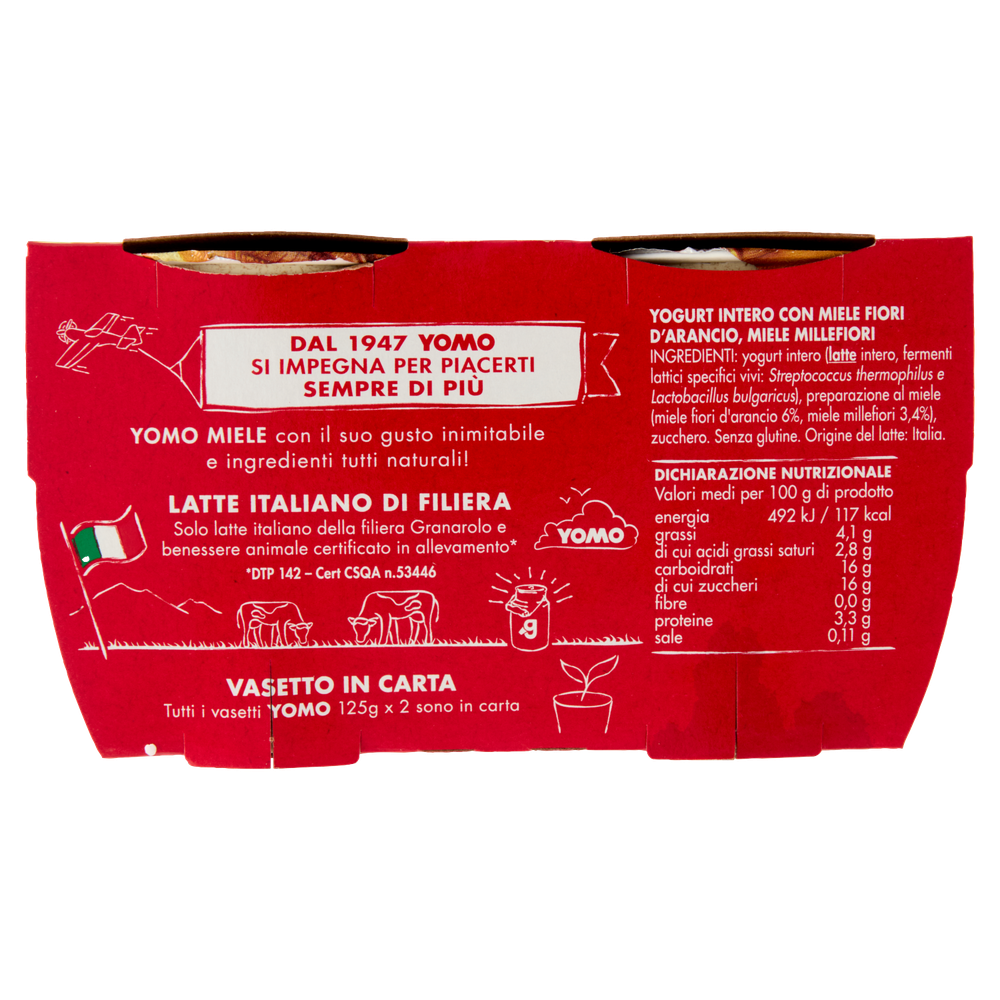 DAL 1947 YOMO
SI IMPEGNA PER PIACERTI
SEMPRE DI PIÙ
YOMO MIELE con il suo gusto inimitabile
e ingredienti tutti naturali!
LATTE ITALIANO DI FILIERA
Solo latte italiano della filiera Granarolo e
benessere animale certificato in allevamento*
*DTP 142 – Cert CSQA n.53446
YOMO
g
VASETTO IN CARTA
Tutti i vasetti YOMO 125g x 2 sono in carta
YOGURT INTERO CON MIELE FIORI
D'ARANCIO, MIELE MILLEFIORI
INGREDIENTI: yogurt intero (latte intero, fermenti
lattici specifici vivi: Streptococcus thermophilus e
Lactobacillus bulgaricus), preparazione al miele
(miele fiori d'arancio 6%, miele millefiori 3,4%),
zucchero. Senza glutine. Origine del latte: Italia.
DICHIARAZIONE NUTRIZIONALE
Valori medi per 100 g di prodotto
energia 492 kJ / 117 kcal
grassi 4,1 g
di cui acidi grassi saturi 2,8 g
carboidrati 16 g
di cui zuccheri 16 g
fibre 0,0 g
proteine 3,3 g
sale 0,11 g